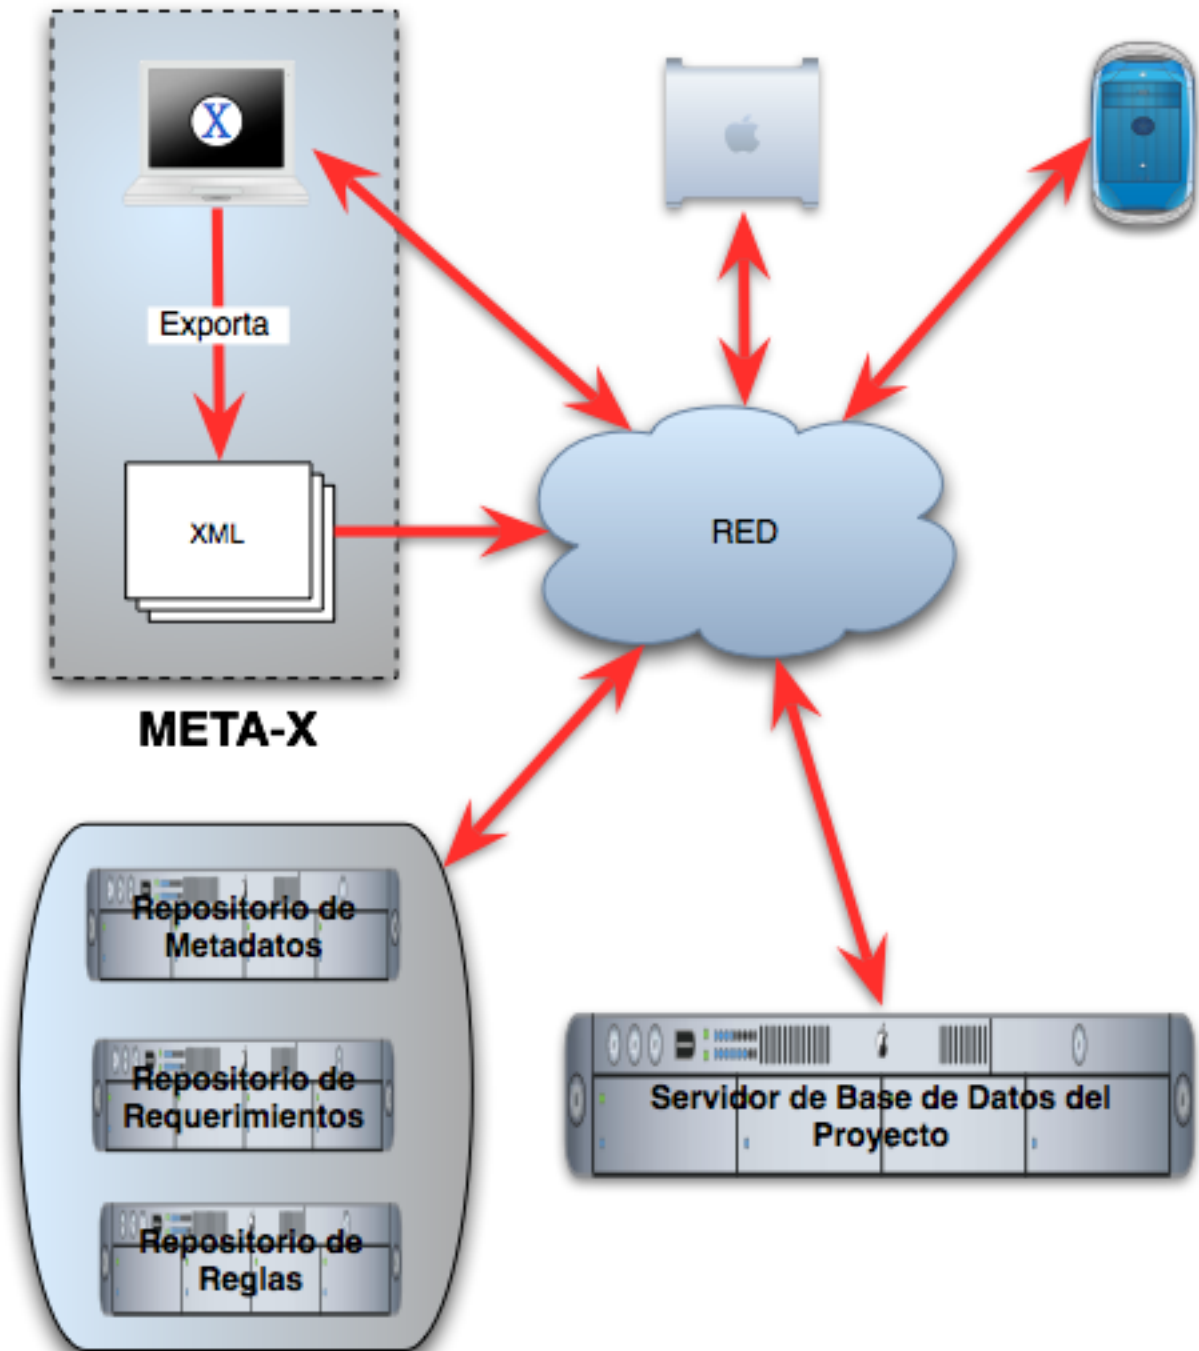 X
Exporta
XML
RED
META-X
Repositorio de
Metadatos
Repositorio de
Requerimientos
Repositorio de
Reglas
Servidor de Base de Datos del
Proyecto